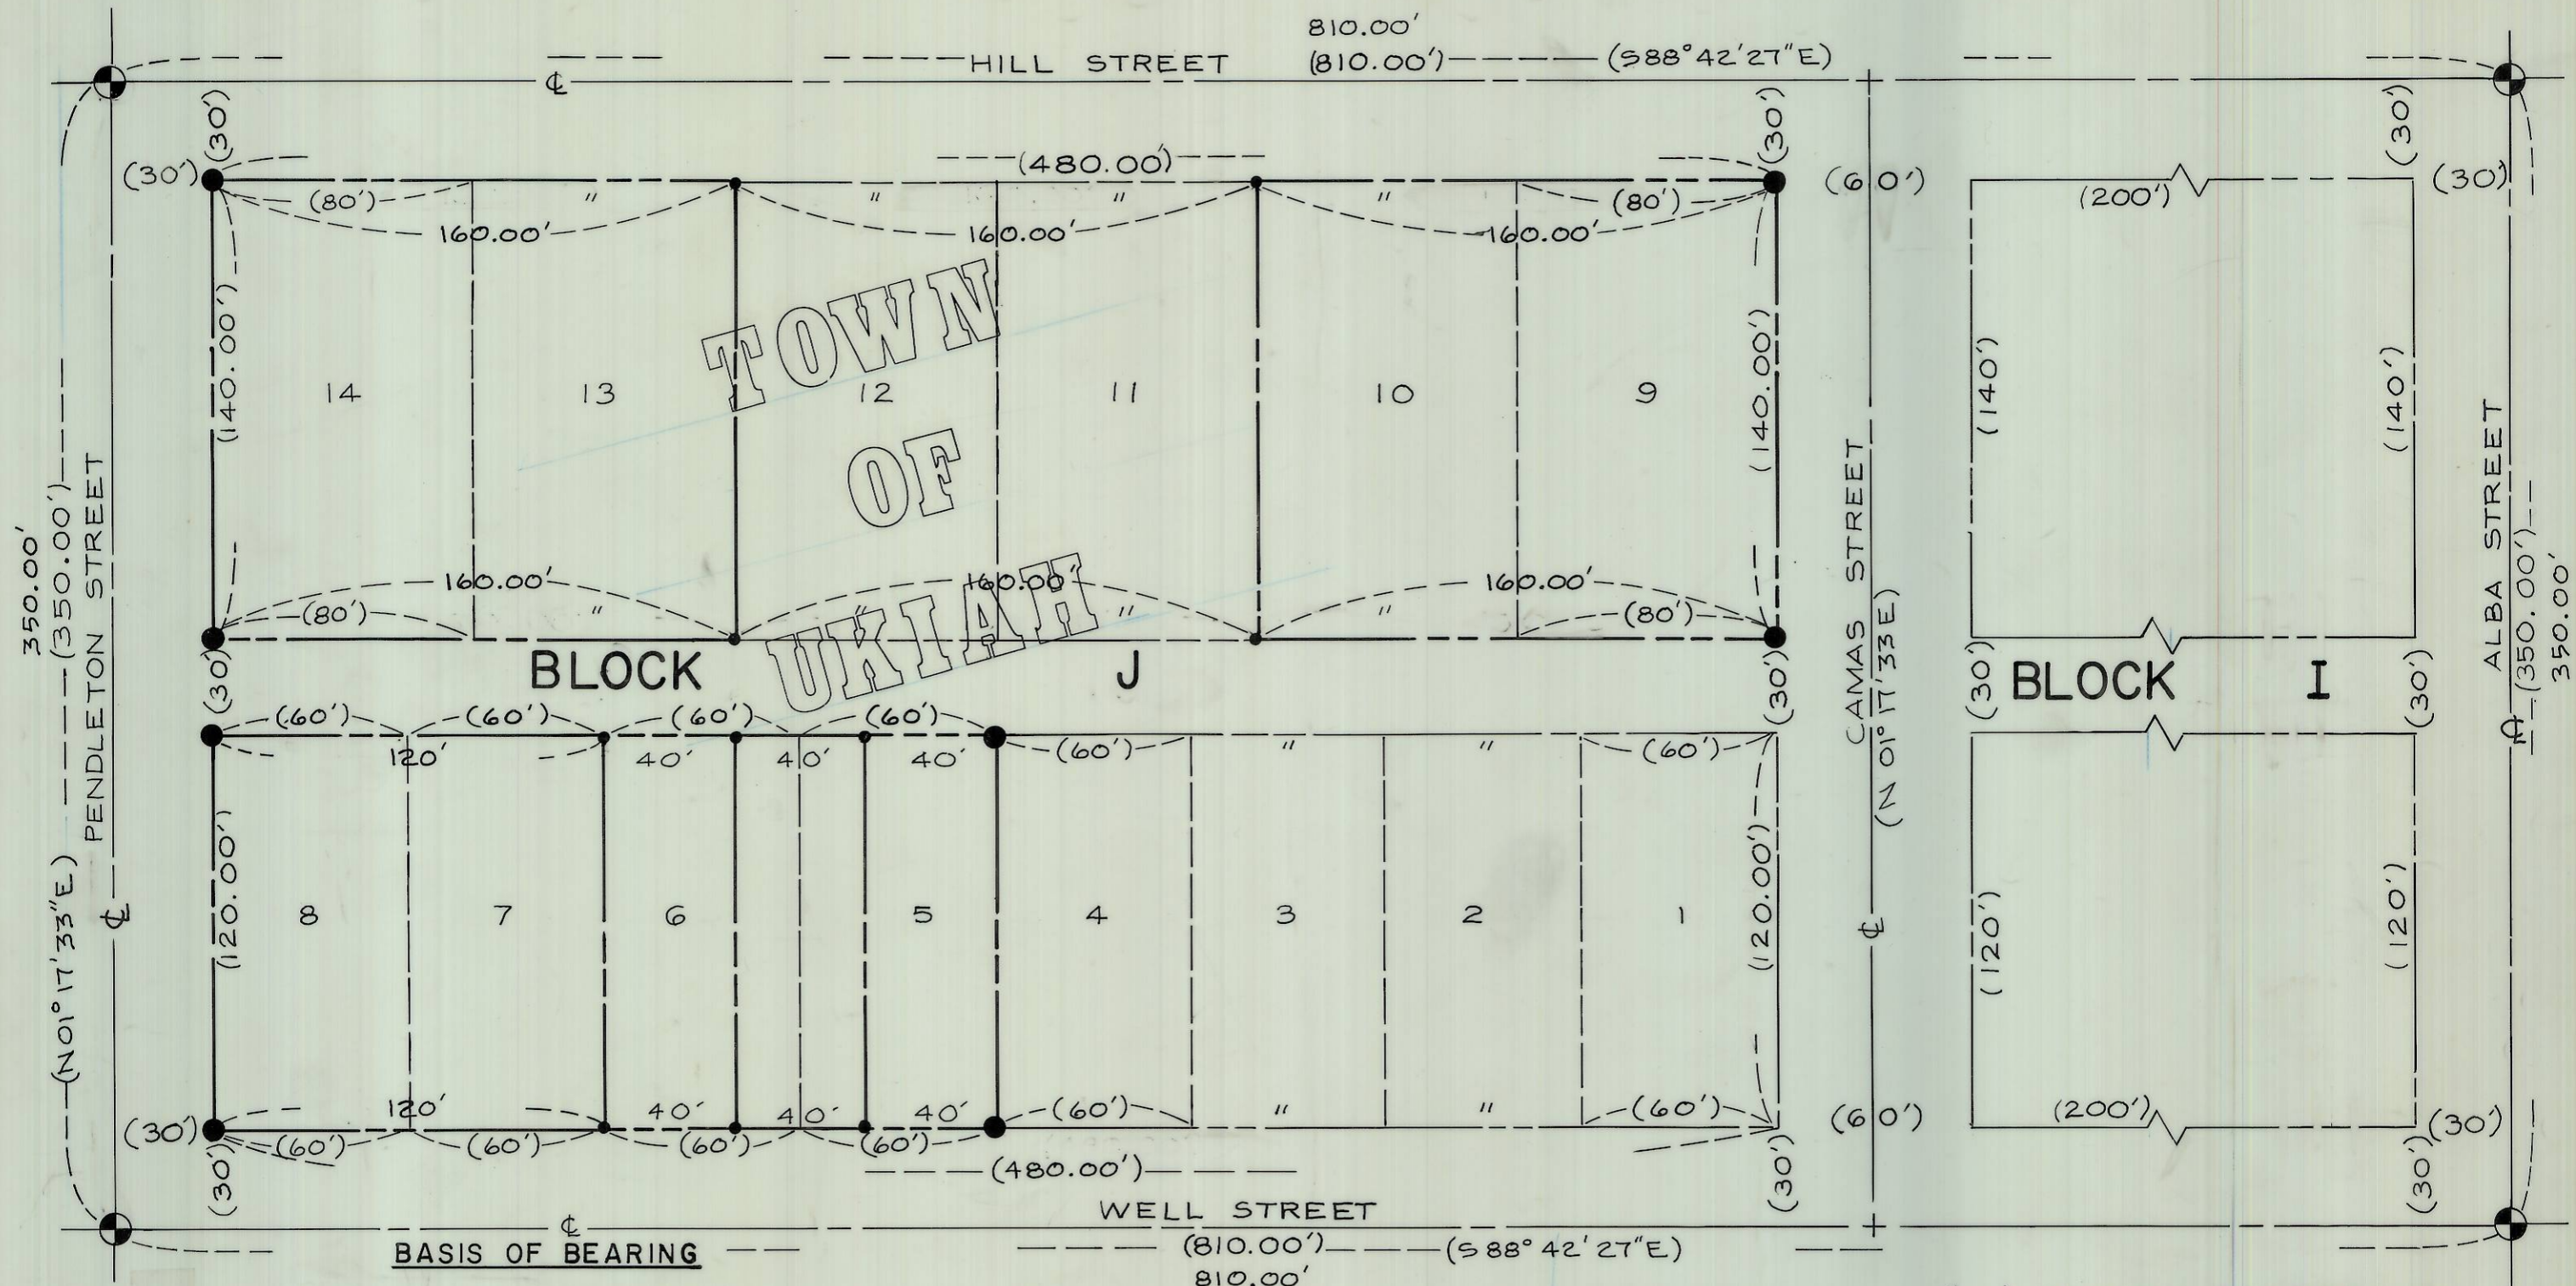 810.00'
HILL STREET (810.00') (S88°42'27"E)
℄
(30') (30') (30')
(30') (480.00') (60') (30')
(80') " " " " (80') (200')
160.00' 160.00' 160.00'
TOWN
OF
UKIAH
(140.00') (140.00') (140') (140')
14 13 12 11 10 9
160.00' 160.00' 160.00'
(80') " " " " (80')
350.00'
(350.00')
PENDLETON STREET
(N01°17'33"E)
℄
CAMAS STREET
(N 01°17'33"E)
℄
ALBA STREET
(350.00')
350.00'
℄
(30') BLOCK J (30') (30') BLOCK I (30')
(60') (60') (60') (60') (60') " " (60')
120' 40' 40' 40'
(120.00') (120.00') (120') (120')
8 7 6 5 4 3 2 1
120' 40' 40' 40' (60') " " (60') (200')
(30') (60') (60') (60') (60') (60') (30')
(30') (480.00') (30') (30')
WELL STREET
℄
BASIS OF BEARING (810.00') (S88°42'27"E)
810.00'